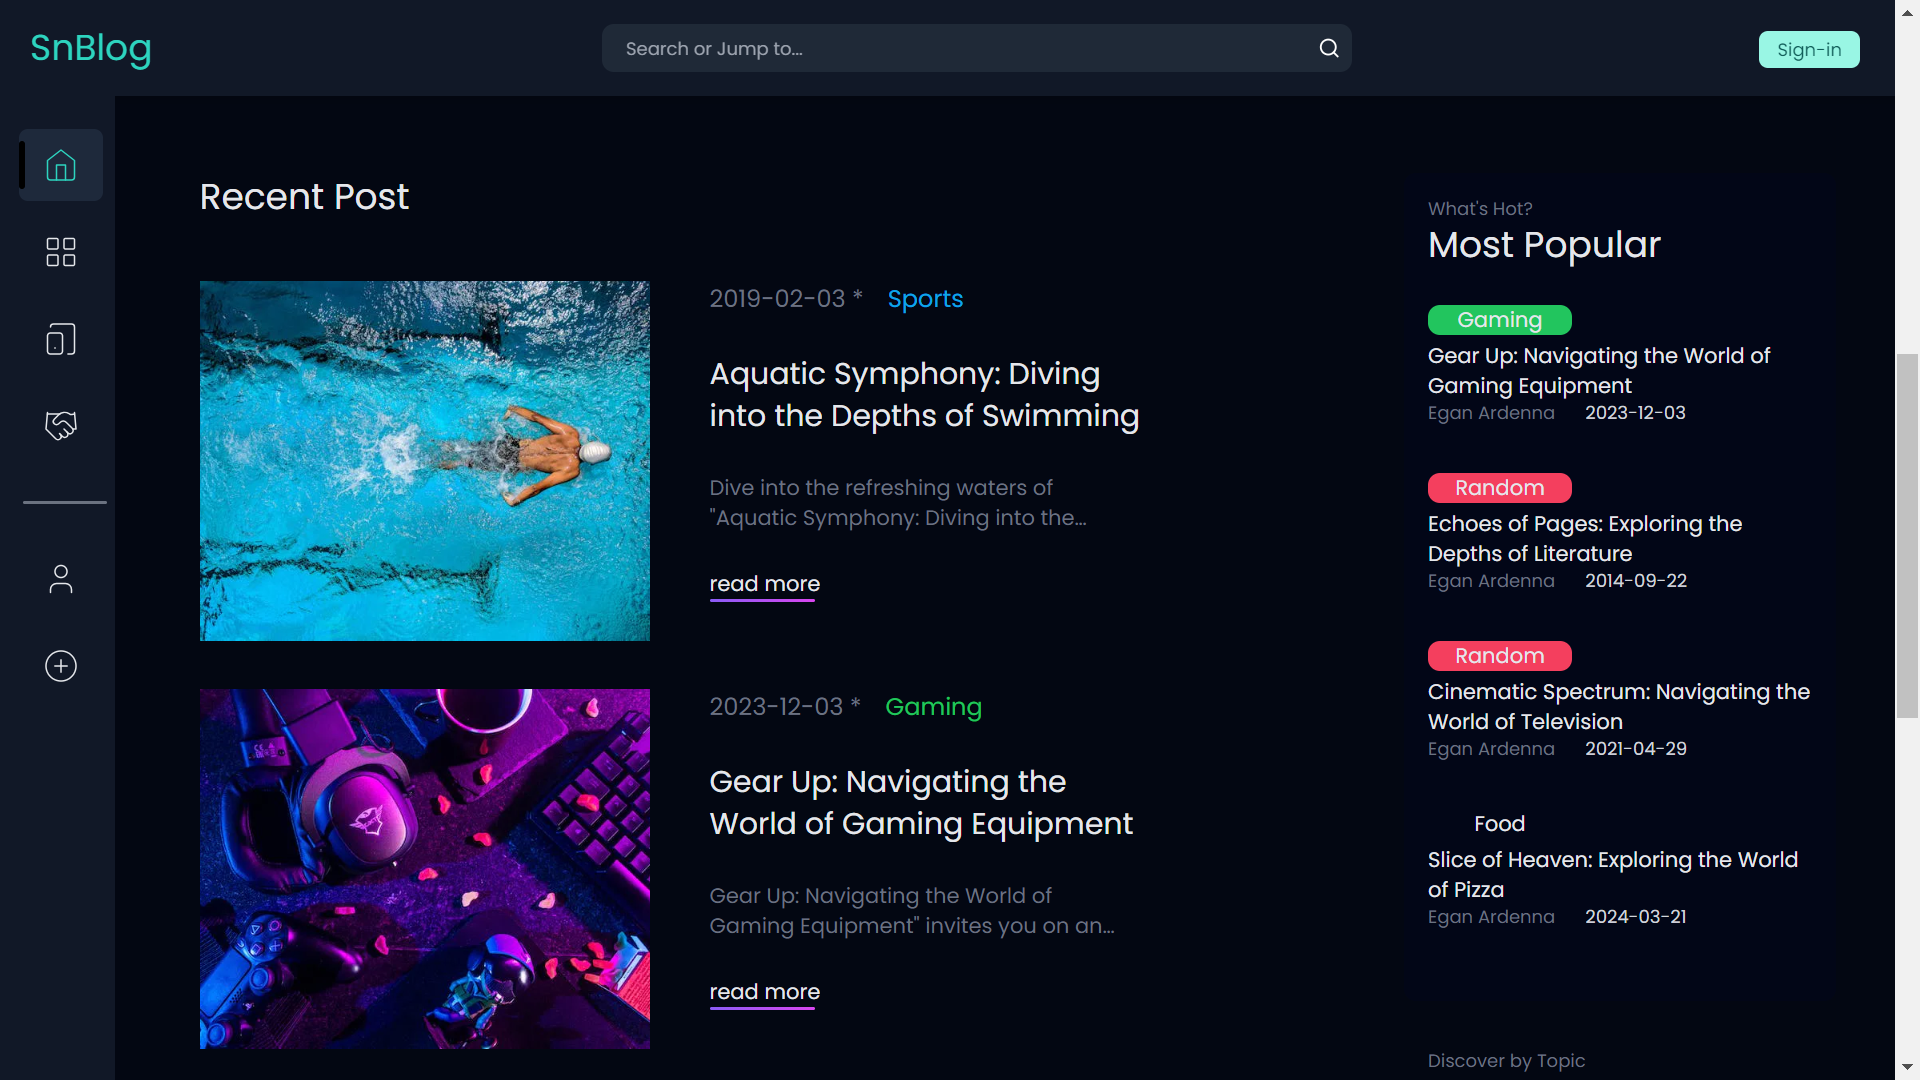 SnBlog
Search or Jump to...
Sign-in
Recent Post
2019-02-03 * Sports
Aquatic Symphony: Diving
into the Depths of Swimming
Dive into the refreshing waters of
"Aquatic Symphony: Diving into the...
read more
2023-12-03 * Gaming
Gear Up: Navigating the
World of Gaming Equipment
Gear Up: Navigating the World of
Gaming Equipment" invites you on an...
read more
What's Hot?
Most Popular
Gaming
Gear Up: Navigating the World of
Gaming Equipment
Egan Ardenna 2023-12-03
Random
Echoes of Pages: Exploring the
Depths of Literature
Egan Ardenna 2014-09-22
Random
Cinematic Spectrum: Navigating the
World of Television
Egan Ardenna 2021-04-29
Food
Slice of Heaven: Exploring the World
of Pizza
Egan Ardenna 2024-03-21
Discover by Topic